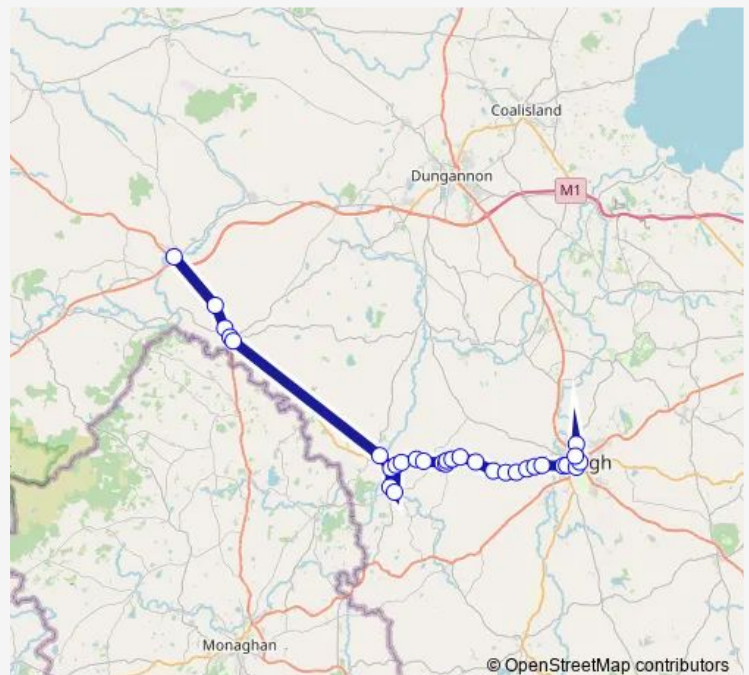 Coalisland
Dungannon
M1
gh
Monaghan
© OpenStreetMap contributors